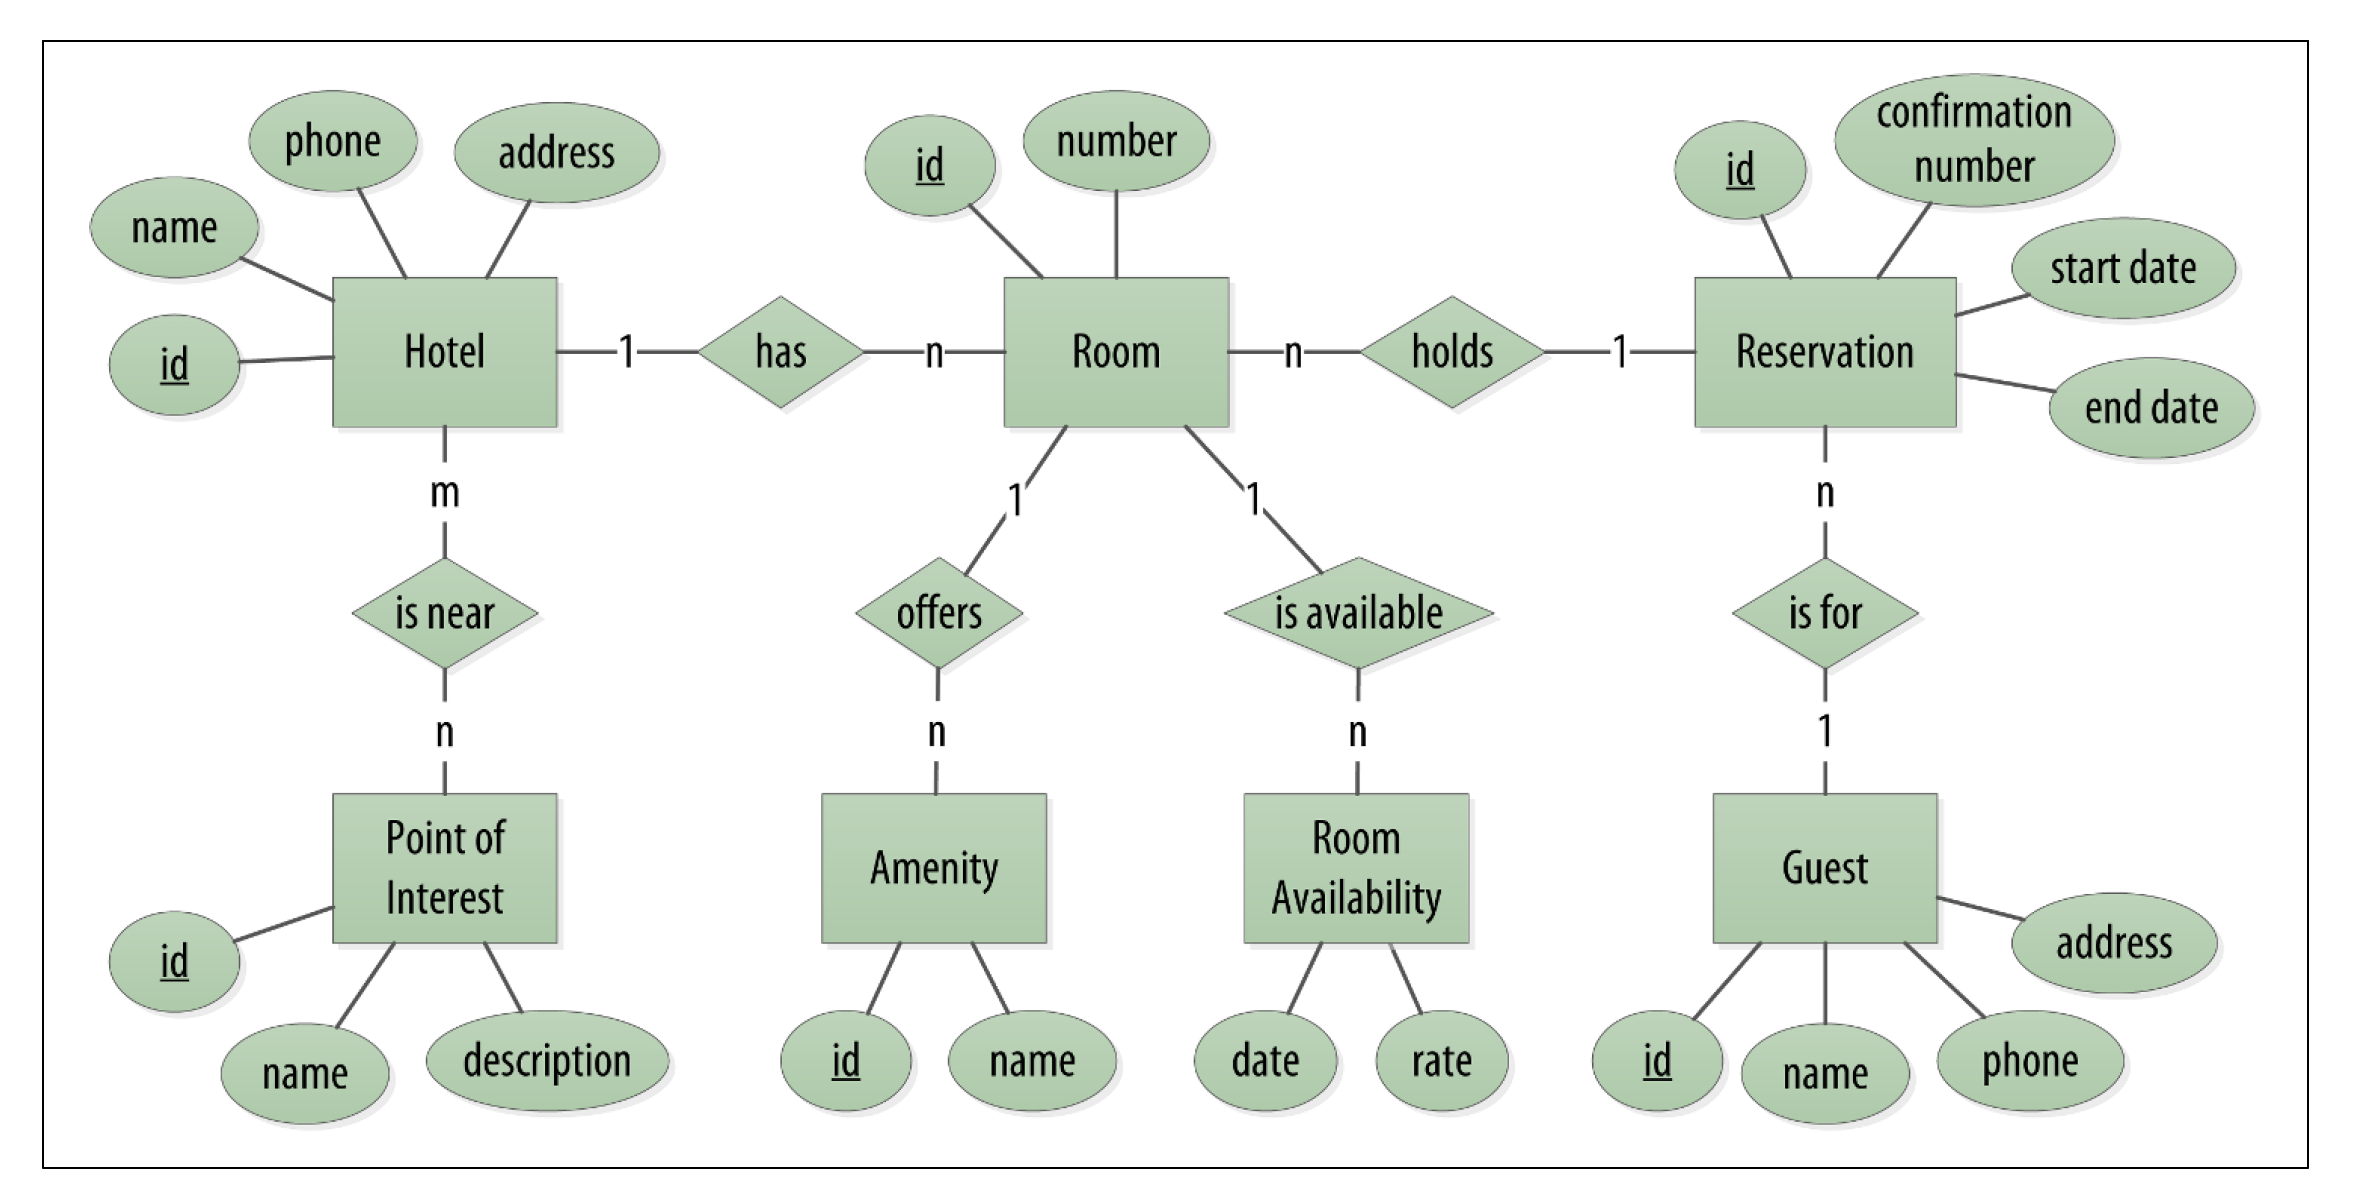 phone
address
name
id
Hotel
1
has
n
id
number
Room
n
holds
1
id
confirmation
number
start date
end date
Reservation
m
is near
n
1
offers
n
1
is available
n
n
is for
1
Point of
Interest
id
name
description
Amenity
id
name
Room
Availability
date
rate
Guest
address
id
name
phone